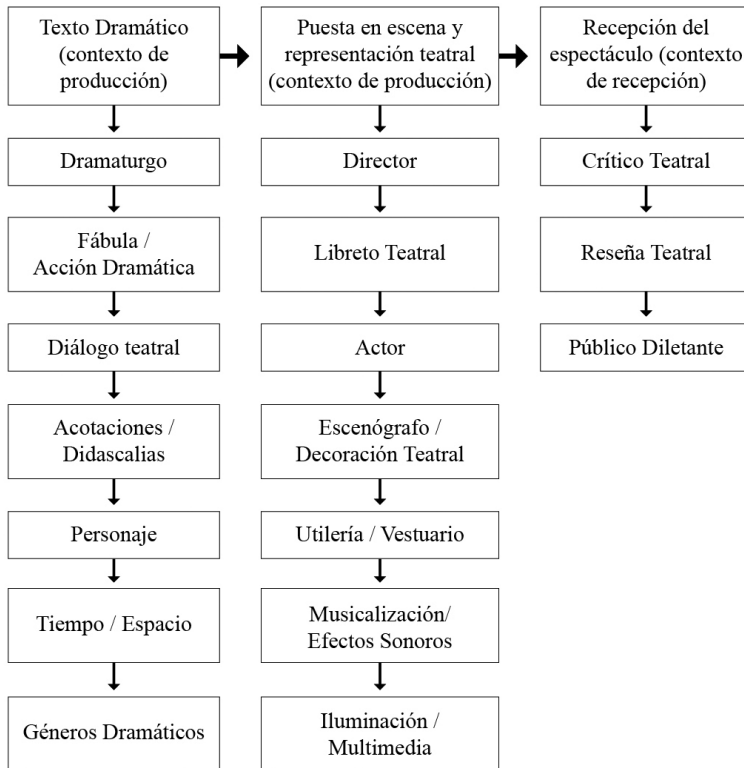 Texto Dramático
(contexto de
producción)
Dramaturgo
Fábula /
Acción Dramática
Diálogo teatral
Acotaciones /
Didascalias
Personaje
Tiempo / Espacio
Géneros Dramáticos
Puesta en escena y
representación teatral
(contexto de producción)
Director
Libreto Teatral
Actor
Escenógrafo /
Decoración Teatral
Utilería / Vestuario
Musicalización/
Efectos Sonoros
Iluminación /
Multimedia
Recepción del
espectáculo (contexto
de recepción)
Crítico Teatral
Reseña Teatral
Público Diletante